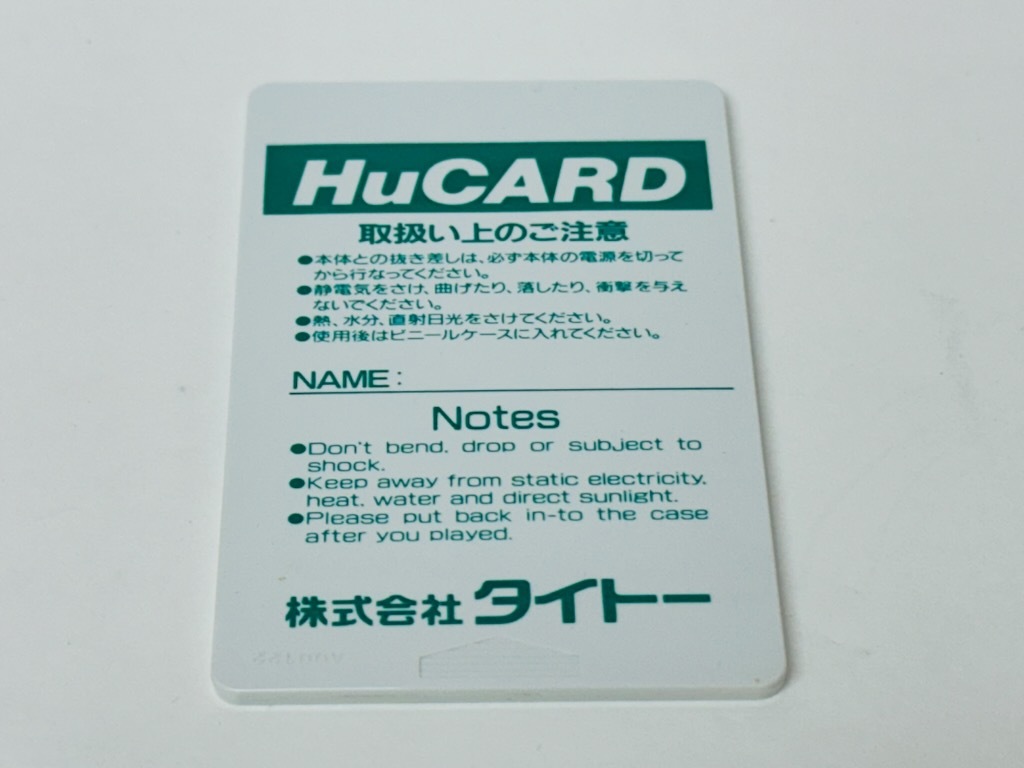 HuCARD
取扱い上のご注意
●本体との抜き差しは、必ず本体の電源を切って
から行なってください。
●静電気をさけ、曲げたり、落したり、衝撃を与え
ないでください。
●熱、水分、直射日光をさけてください。
●使用後はビニールケースに入れてください。
NAME:
Notes
●Don't bend, drop or subject to
shock.
●Keep away from static electricity,
heat, water and direct sunlight.
●Please put back in-to the case
after you played.
株式会社 タイトー